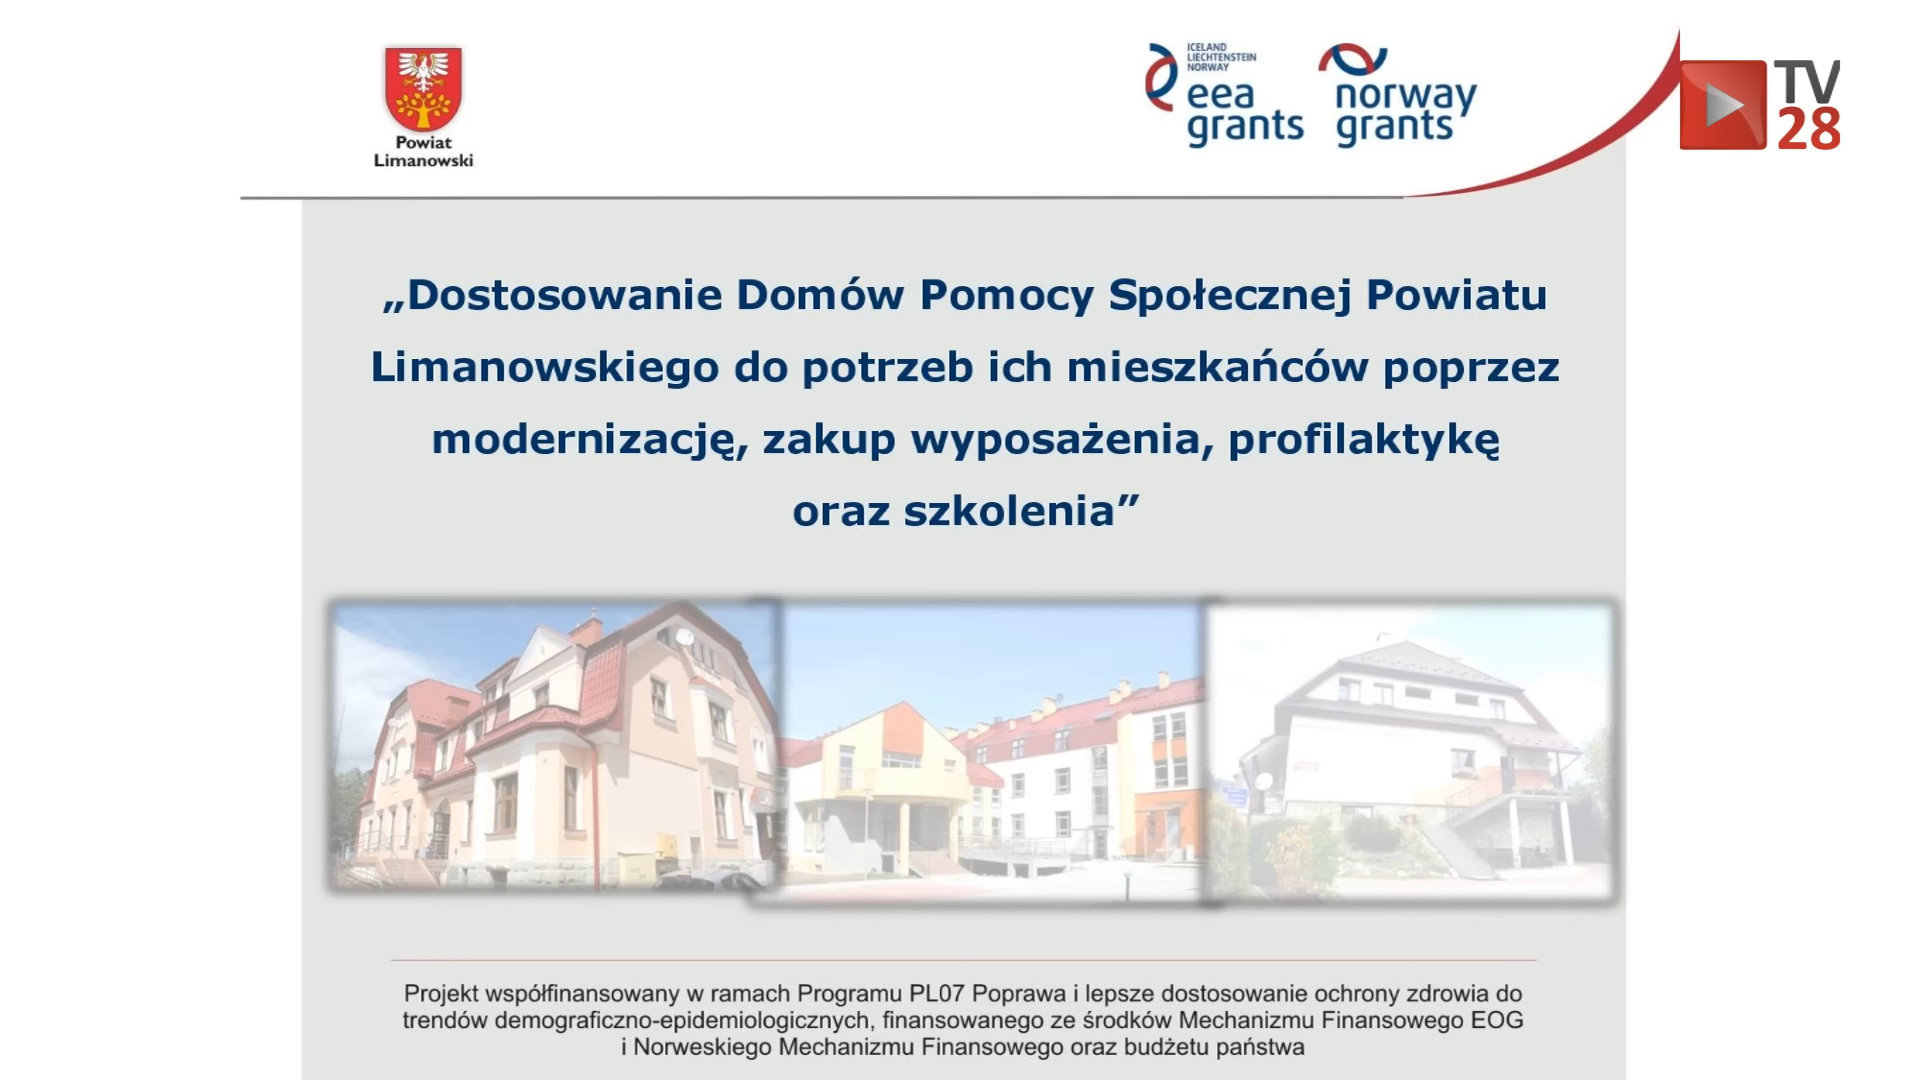 Powiat
Limanowski
ICELAND
LIECHTENSTEIN
NORWAY
eea
grants
norway
grants
TV
28
„Dostosowanie Domów Pomocy Społecznej Powiatu
Limanowskiego do potrzeb ich mieszkańców poprzez
modernizację, zakup wyposażenia, profilaktykę
oraz szkolenia”
Projekt współfinansowany w ramach Programu PL07 Poprawa i lepsze dostosowanie ochrony zdrowia do
trendów demograficzno-epidemiologicznych, finansowanego ze środków Mechanizmu Finansowego EOG
i Norweskiego Mechanizmu Finansowego oraz budżetu państwa